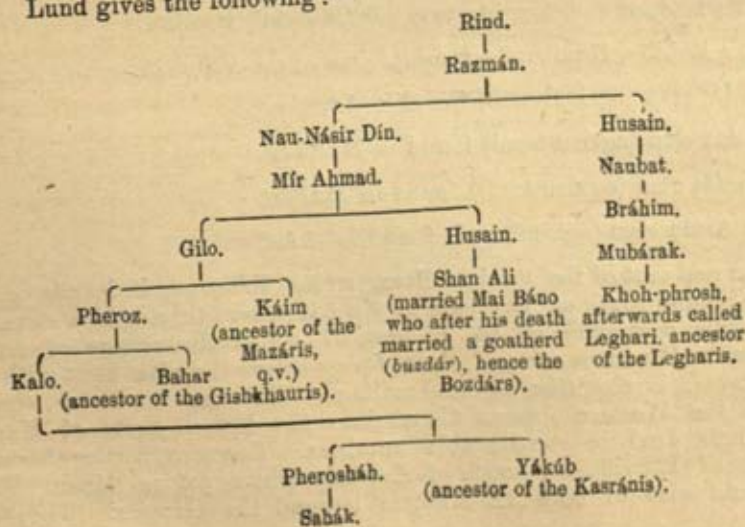 Lund gives the following:
Rind.
Razmán.
Nau-Násir Dín.
Husain.
Mír Ahmad.
Naubat.
Bráhim.
Gilo.
Husain.
Mubárak.
Pheroz.
Káim
(ancestor of the
Mazáris,
q.v.)
Shan Ali
(married Mai Báno
who after his death
married a goatherd
(buzdár), hence the
Bozdárs).
Khoh-phrosh,
afterwards called
Legbari. ancestor
of the Legbaris.
Kalo.
Bahar
(ancestor of the Gishkhauris).
Pherosháh.
Yákúb
(ancestor of the Kasránis).
Sahák.